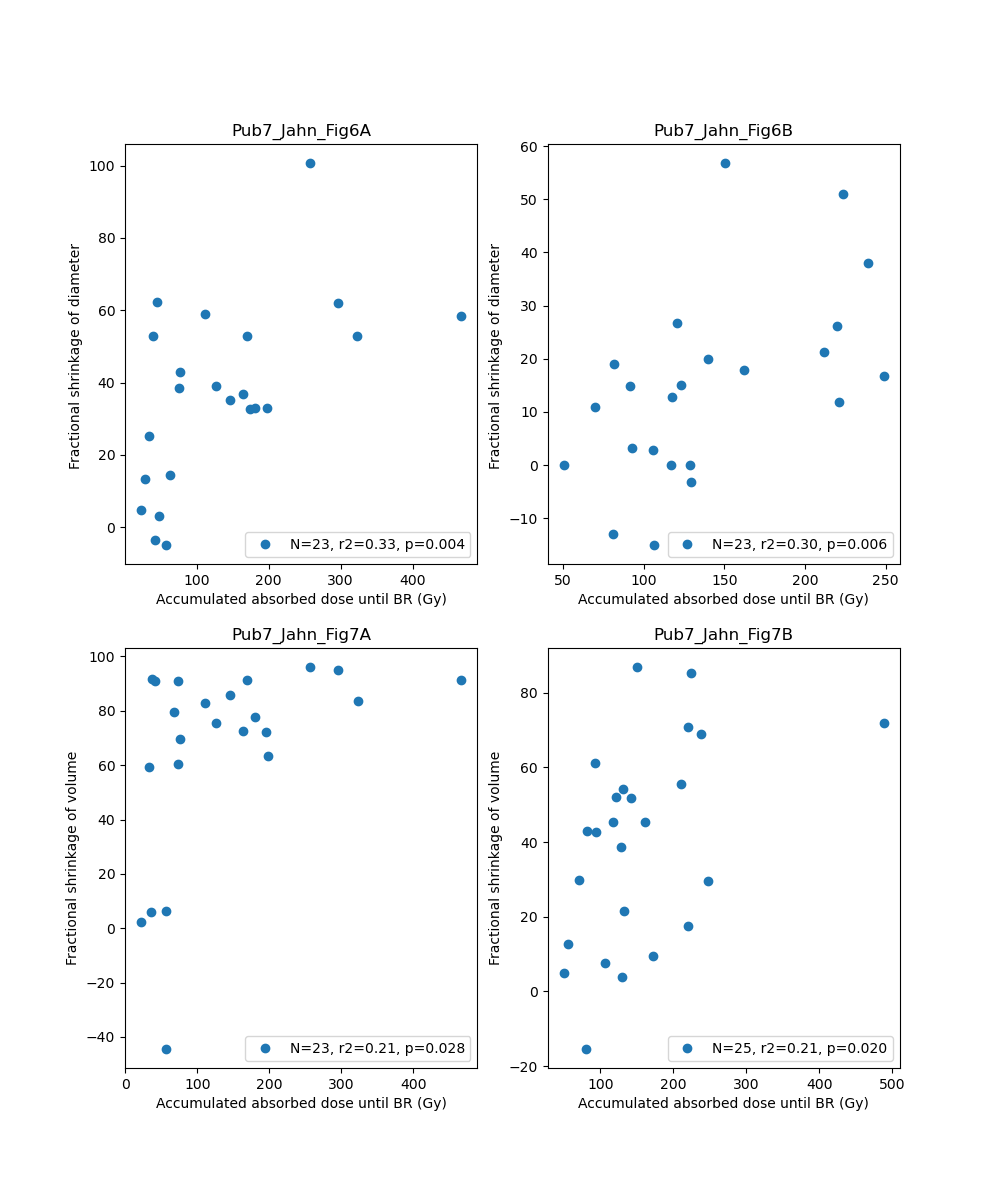 Pub7_Jahn_Fig6A
100
80
60
40
20
0
Fractional shrinkage of diameter
N=23, r2=0.33, p=0.004
100 200 300 400
Accumulated absorbed dose until BR (Gy)
Pub7_Jahn_Fig6B
60
50
40
30
20
10
0
−10
Fractional shrinkage of diameter
N=23, r2=0.30, p=0.006
50 100 150 200 250
Accumulated absorbed dose until BR (Gy)
Pub7_Jahn_Fig7A
100
80
60
40
20
0
−20
−40
Fractional shrinkage of volume
N=23, r2=0.21, p=0.028
0 100 200 300 400
Accumulated absorbed dose until BR (Gy)
Pub7_Jahn_Fig7B
80
60
40
20
0
−20
Fractional shrinkage of volume
N=25, r2=0.21, p=0.020
100 200 300 400 500
Accumulated absorbed dose until BR (Gy)